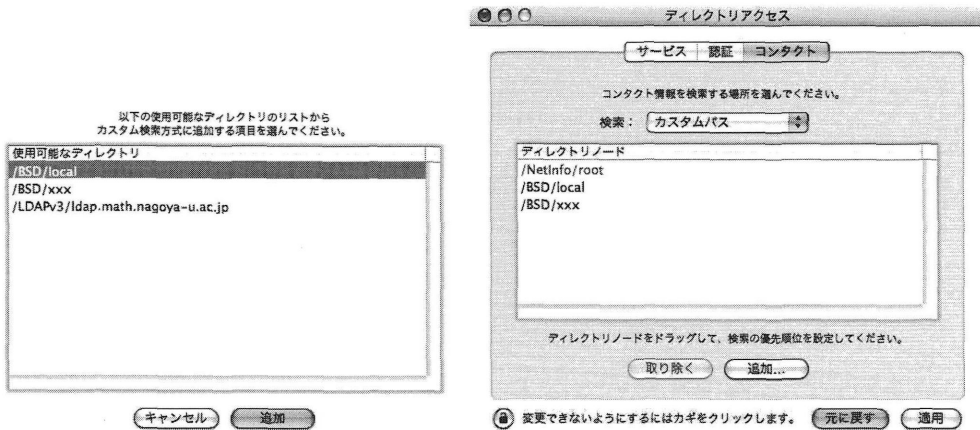 以下の使用可能なディレクトリのリストから
カスタム検索方式に追加する項目を選んでください。
使用可能なディレクトリ
/BSD/local
/BSD/xxx
/LDAPv3/ldap.math.nagoya-u.ac.jp
キャンセル
追加
ディレクトリアクセス
サービス 認証 コンタクト
コンタクト情報を検索する場所を選んでください。
検索： カスタムパス
ディレクトリノード
/NetInfo/root
/BSD/local
/BSD/xxx
ディレクトリノードをドラッグして、検索の優先順位を設定してください。
取り除く 追加...
変更できないようにするにはカギをクリックします。 元に戻す 適用